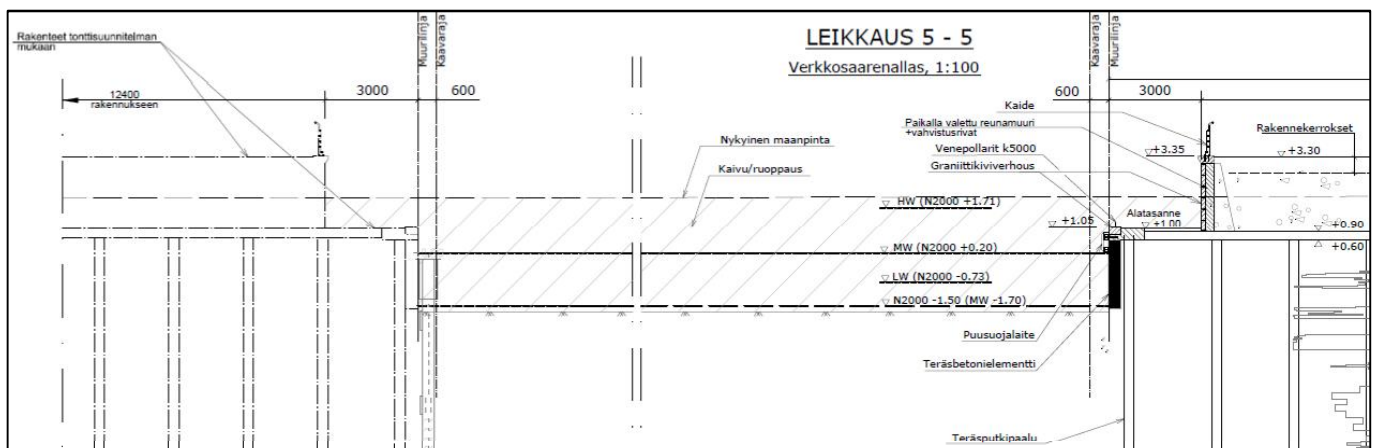 LEIKKAUS 5 - 5
Verkkosaarenallas, 1:100
Rakenteet tonttisuunnitelman
mukaan
Muurilinja
Kaavaraja
Kaavaraja
Muurilinja
12400
rakennukseen
3000
600
600
3000
Kaide
Paikalla valettu reunamuuri
+vahvistusrivat
Venepollarit k5000
Graniittikiviverhous
Nykyinen maanpinta
Kaivu/ruoppaus
Rakennekerrokset
+3.35
+3.30
HW (N2000 +1.71)
+1.05
Alatasanne
+1.00
+0.90
+0.60
MW (N2000 +0.20)
LW (N2000 -0.73)
N2000 -1.50 (MW -1.70)
Puusuojalaite
Teräsbetonielementti
Teräsputkipaalu